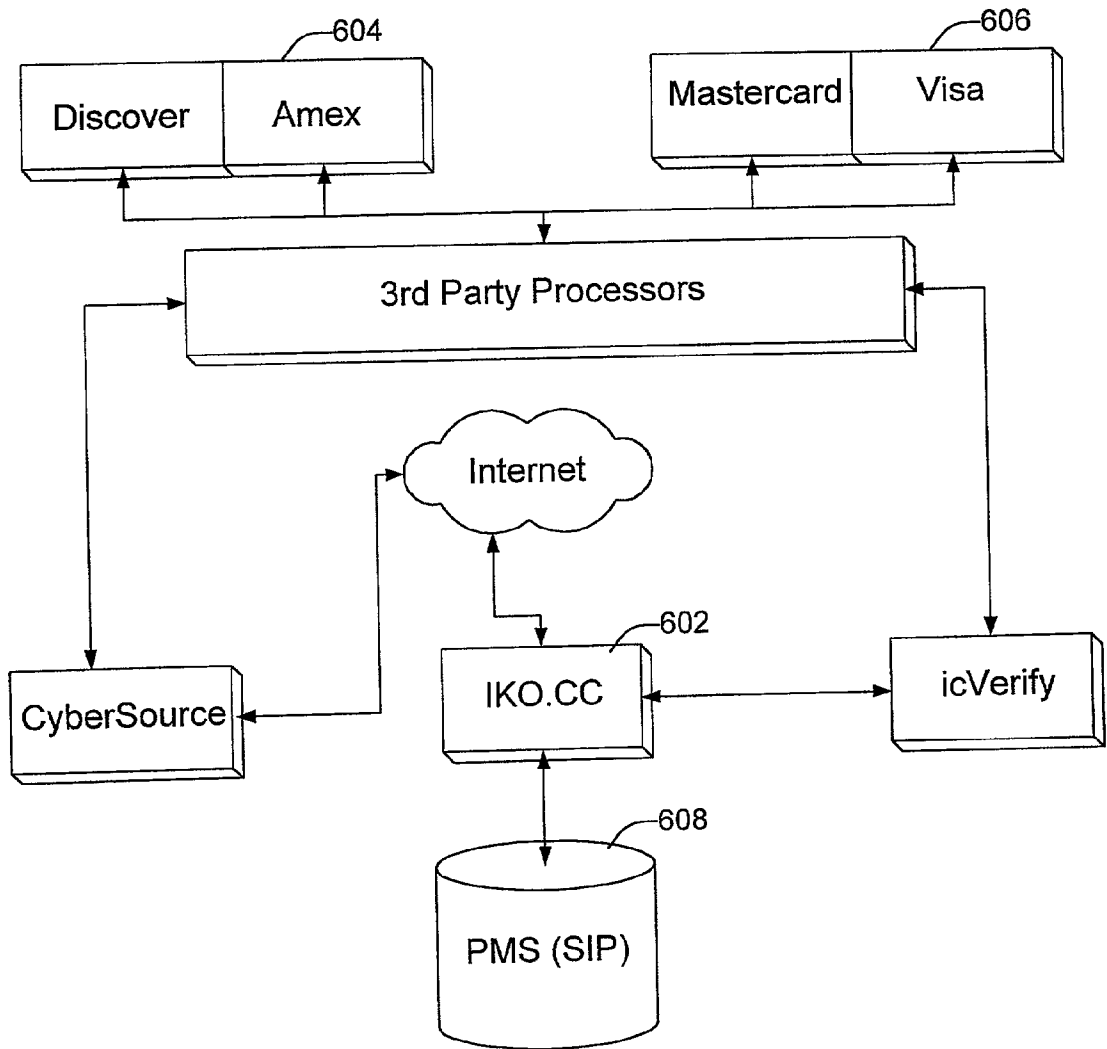 604
606
Discover
Amex
Mastercard
Visa
3rd Party Processors
Internet
602
CyberSource
IKO.CC
icVerify
608
PMS (SIP)